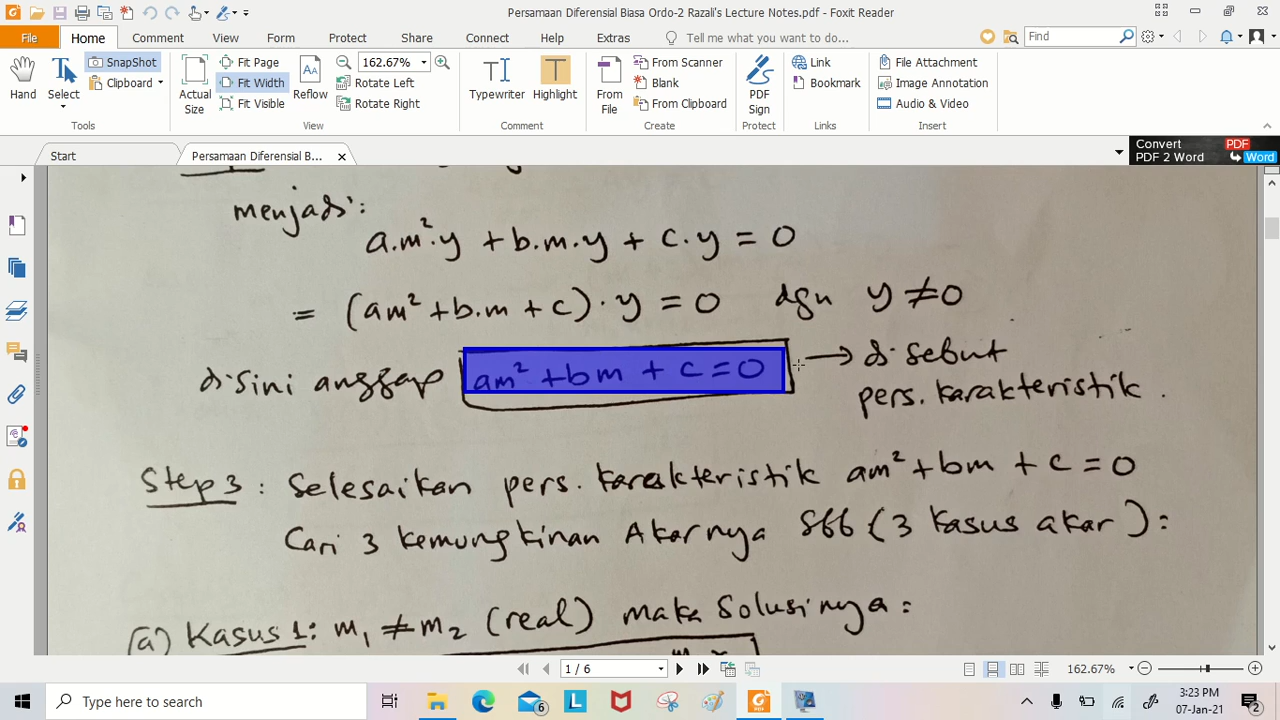 Persamaan Diferensial Biasa Ordo-2 Razali's Lecture Notes.pdf - Foxit Reader
File Home Comment View Form Protect Share Connect Help Extras Tell me what you want to do... Find
Hand
Select
SnapShot
Clipboard
Tools
Actual Size
Fit Page
Fit Width
Fit Visible
Reflow
162.67%
Rotate Left
Rotate Right
View
Typewriter
Highlight
Comment
From File
From Scanner
Blank
From Clipboard
Create
PDF Sign
Protect
Link
Bookmark
Links
File Attachment
Image Annotation
Audio & Video
Insert
Start
Persamaan Diferensial B...
Convert PDF
PDF 2 Word Word
menjadi:
a.m².y + b.m.y + c.y = 0
= (am² + b.m + c).y = 0 dgn y ≠ 0
disini anggap am² + bm + c = 0 → disebut
pers. karakteristik.
Step 3 : Selesaikan pers. karakteristik am² + bm + c = 0
Cari 3 kemungkinan Akarnya sbb (3 kasus akar) :
(a) Kasus 1: m₁ ≠ m₂ (real) maka Solusinya :
1 / 6
162.67%
Type here to search
6
3:23 PM
07-Jan-21
2